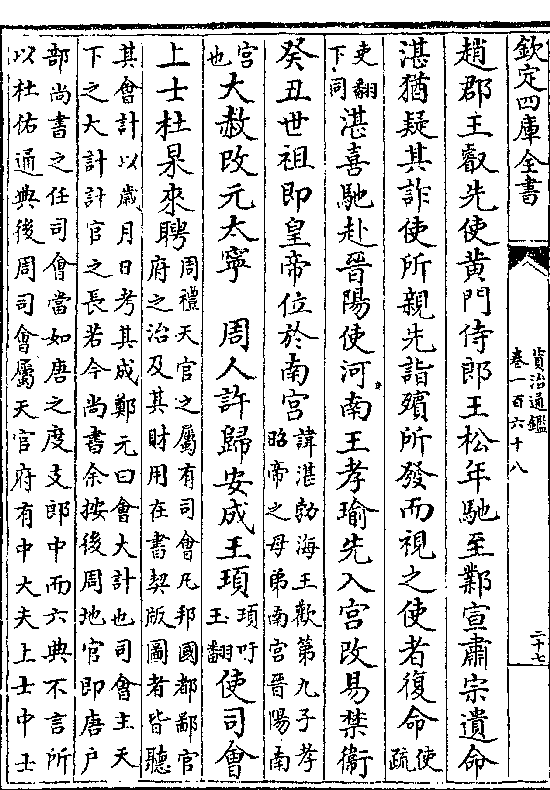 欽定四庫全書
資治通鑑
卷一百六十八
二十七
趙郡王叡先使黄門侍郎王松年馳至鄴宣肅宗遺命
湛猶疑其詐使所親先詣殯所發而視之使者復命使疏
吏翻下同湛喜馳赴晉陽使河南王孝瑜先入宫改易禁衛
癸丑世祖即皇帝位於南宫諱湛勃海王歡第九子孝昭帝之母弟南宫晉陽南
宫也大赦改元太寧　周人許歸安成王頊頊吁玉翻使司會
上士杜杲來聘周禮天官之屬有司會凡邦國都鄙官府之治及其財用在書契版圖者皆聽
其會計以歲月日考其成鄭元曰會大計也司會主天
下之大計計官之長若今尚書余按後周地官即唐户
部尚書之任司會當如唐之度支郎中而六典不言所
以杜佑通典後周司會屬天官府有中大夫上士中士